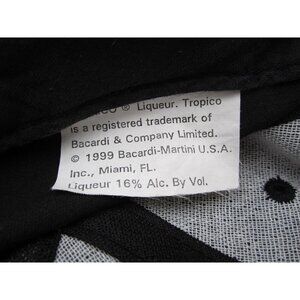 ® Liqueur. Tropico
is a registered trademark of
Bacardi & Company Limited.
© 1999 Bacardi-Martini U.S.A.
Inc., Miami, FL.
Liqueur 16% Alc. By Vol.